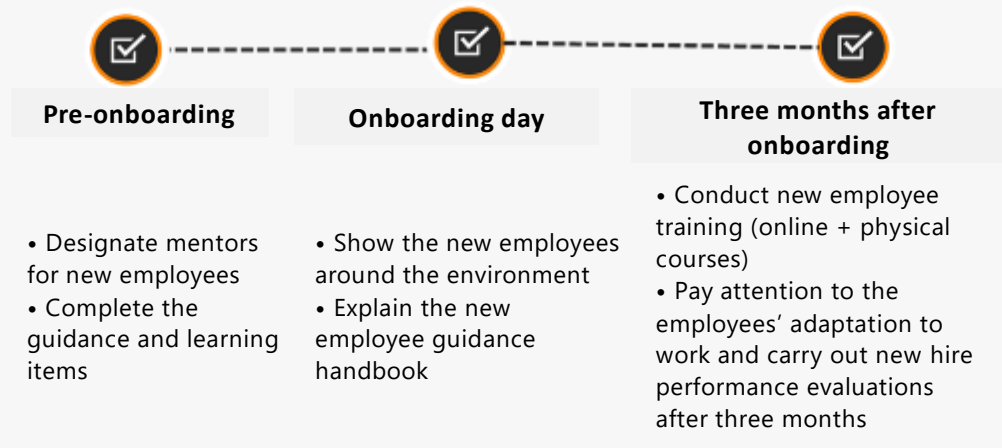 Pre-onboarding
• Designate mentors
for new employees
• Complete the
guidance and learning
items
Onboarding day
• Show the new employees
around the environment
• Explain the new
employee guidance
handbook
Three months after
onboarding
• Conduct new employee
training (online + physical
courses)
• Pay attention to the
employees’ adaptation to
work and carry out new hire
performance evaluations
after three months